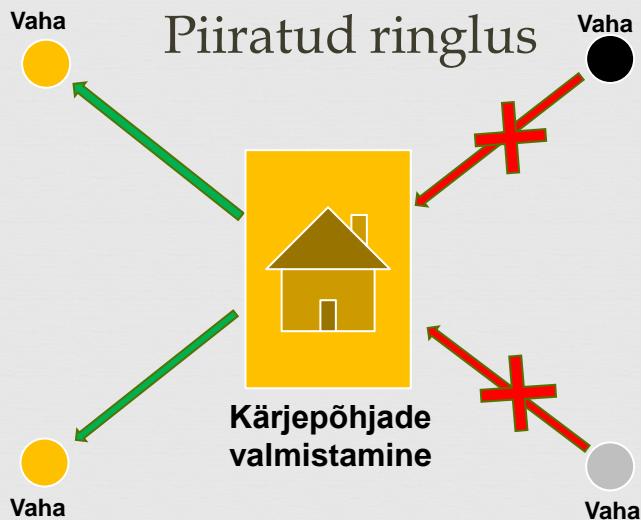 Piiratud ringlus
Vaha
Vaha
Kärjepõhjade
valmistamine
Vaha
Vaha